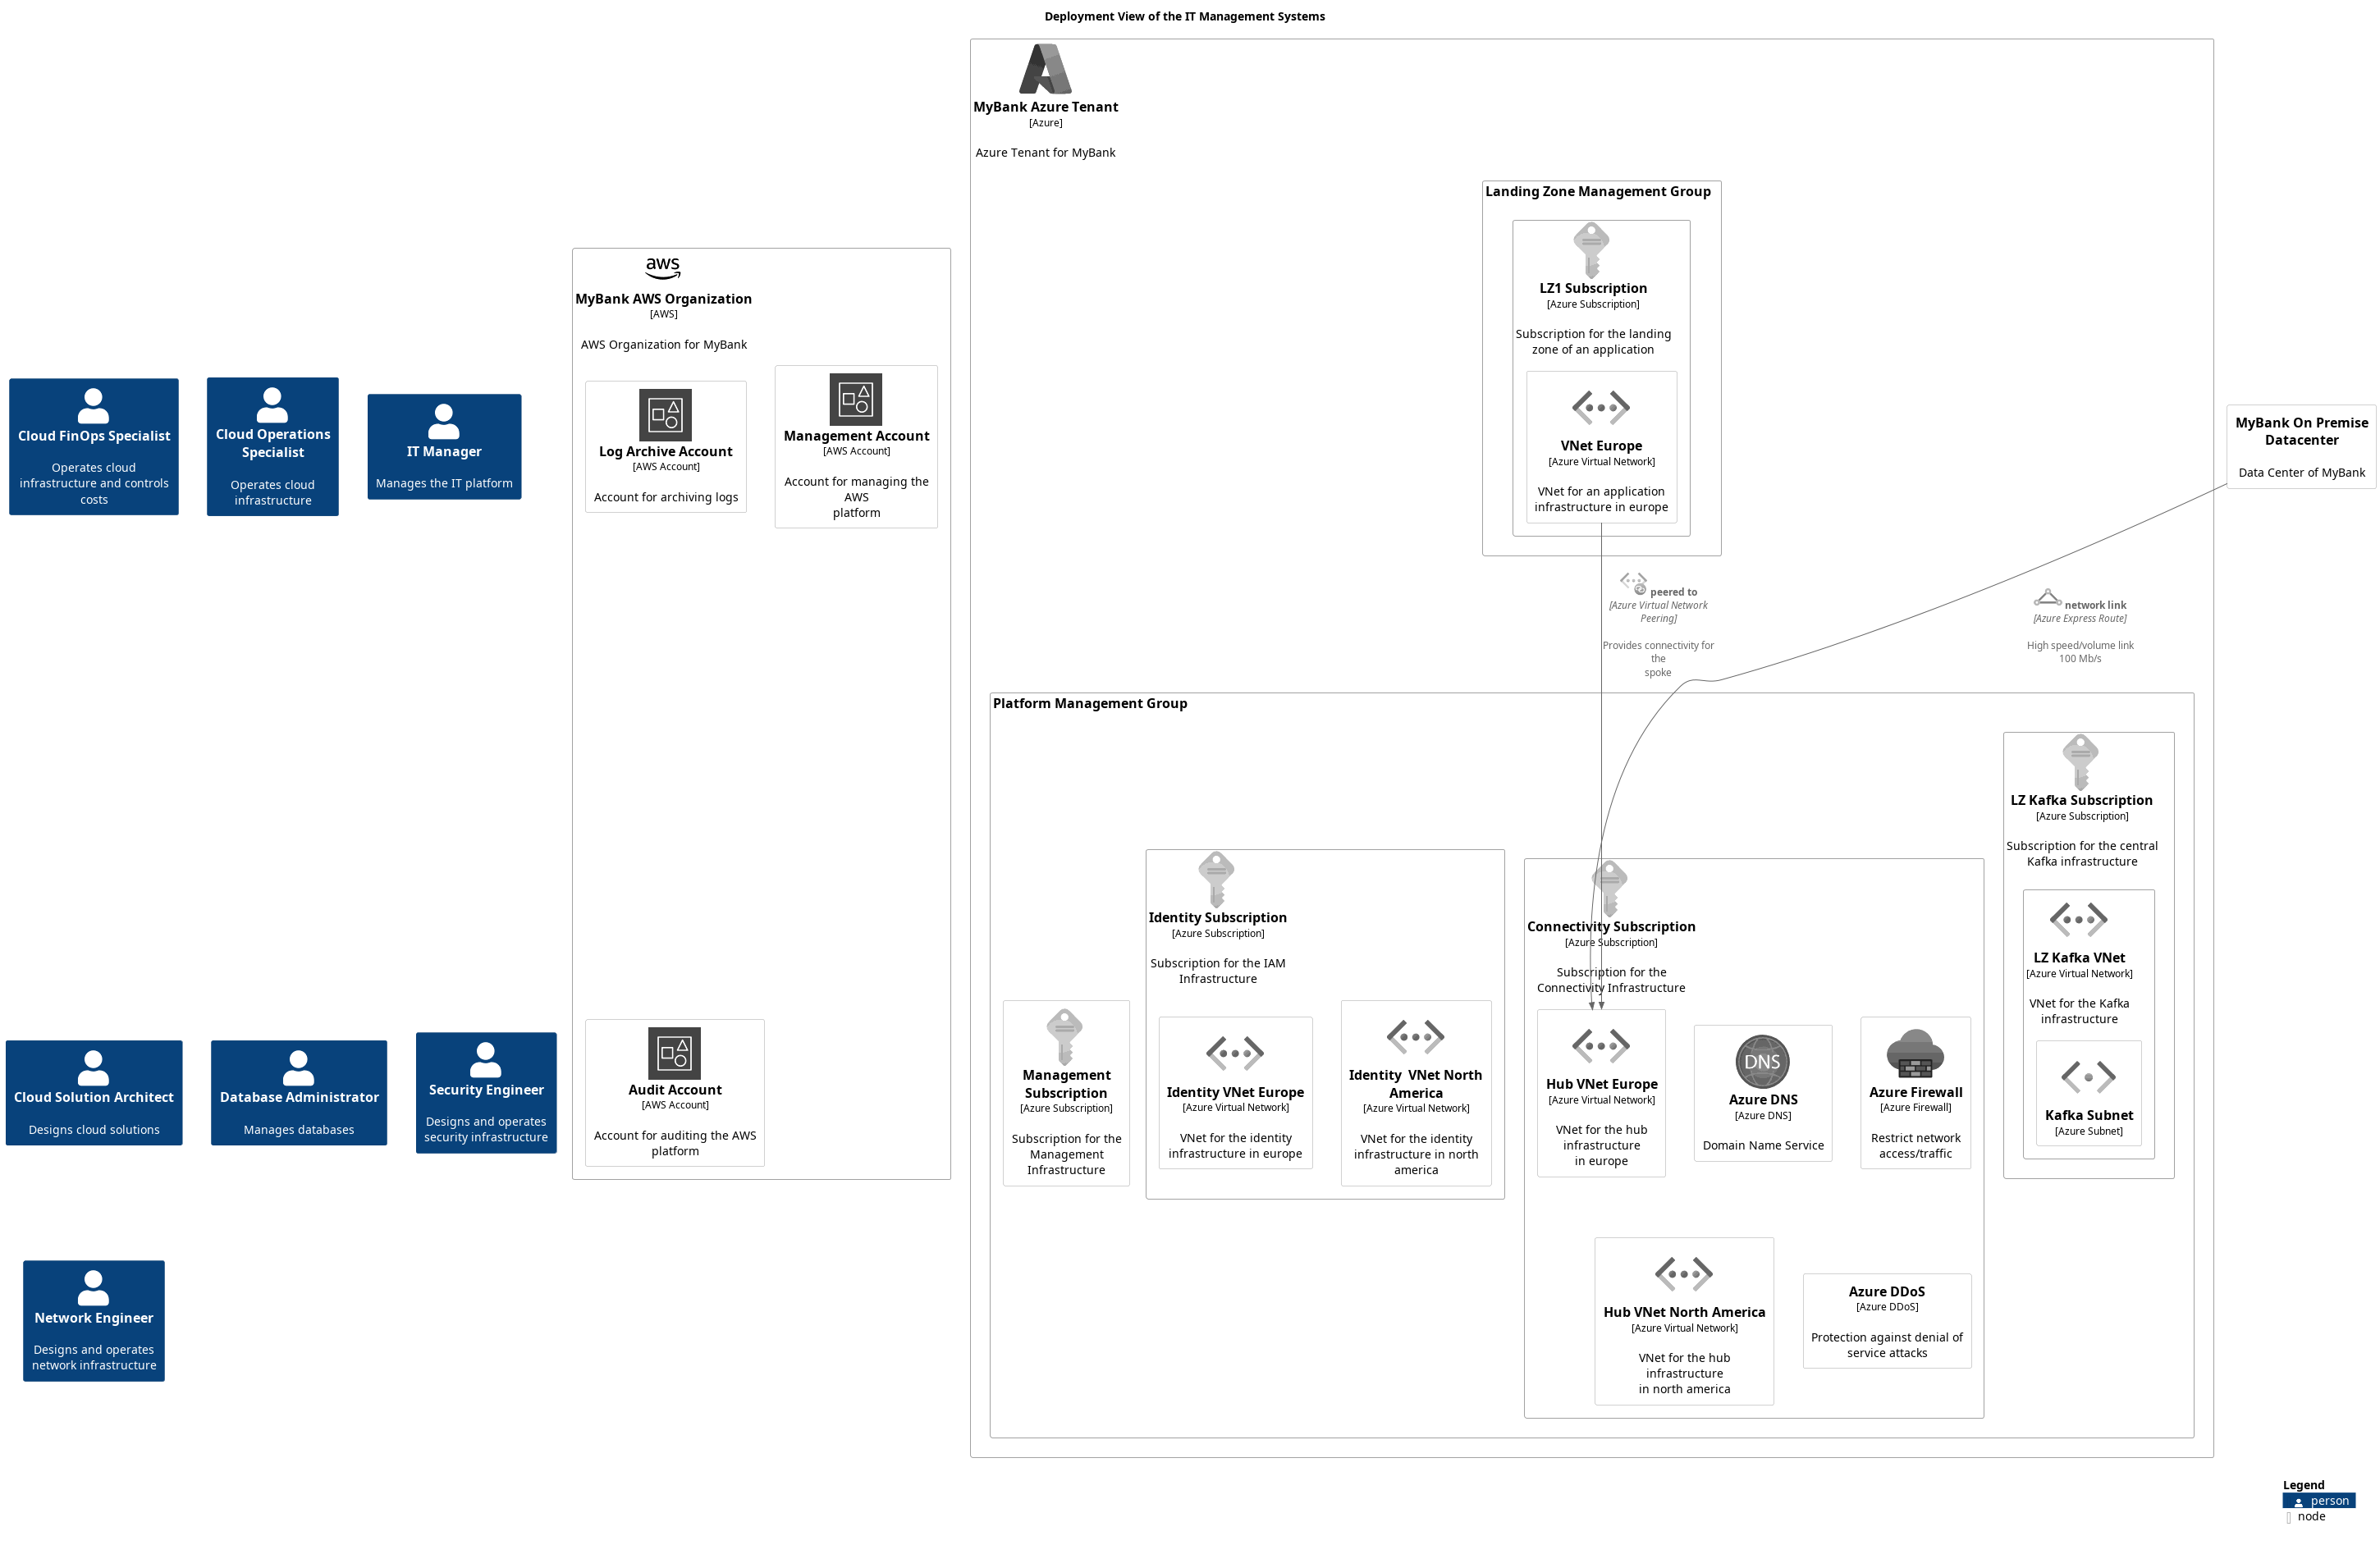 Deployment View of the IT Management Systems
MyBank Azure Tenant
[Azure]
Azure Tenant for MyBank
Landing Zone Management Group
LZ1 Subscription
[Azure Subscription]
Subscription for the landing
zone of an application
VNet Europe
[Azure Virtual Network]
VNet for an application
infrastructure in europe
aws
MyBank AWS Organization
[AWS]
AWS Organization for MyBank
Log Archive Account
[AWS Account]
Account for archiving logs
Management Account
[AWS Account]
Account for managing the
AWS
platform
Cloud FinOps Specialist
Operates cloud
infrastructure and controls
costs
Cloud Operations
Specialist
Operates cloud
infrastructure
IT Manager
Manages the IT platform
MyBank On Premise
Datacenter
Data Center of MyBank
peered to
[Azure Virtual Network
Peering]
Provides connectivity for
the
spoke
network link
[Azure Express Route]
High speed/volume link
100 Mb/s
Platform Management Group
LZ Kafka Subscription
[Azure Subscription]
Subscription for the central
Kafka infrastructure
LZ Kafka VNet
[Azure Virtual Network]
VNet for the Kafka
infrastructure
Kafka Subnet
[Azure Subnet]
Identity Subscription
[Azure Subscription]
Subscription for the IAM
Infrastructure
Connectivity Subscription
[Azure Subscription]
Subscription for the
Connectivity Infrastructure
Management
Subscription
[Azure Subscription]
Subscription for the
Management
Infrastructure
Identity VNet Europe
[Azure Virtual Network]
VNet for the identity
infrastructure in europe
Identity VNet North
America
[Azure Virtual Network]
VNet for the identity
infrastructure in north
america
Hub VNet Europe
[Azure Virtual Network]
VNet for the hub
infrastructure
in europe
DNS
Azure DNS
[Azure DNS]
Domain Name Service
Azure Firewall
[Azure Firewall]
Restrict network
access/traffic
Cloud Solution Architect
Designs cloud solutions
Database Administrator
Manages databases
Security Engineer
Designs and operates
security infrastructure
Audit Account
[AWS Account]
Account for auditing the AWS
platform
Hub VNet North America
[Azure Virtual Network]
VNet for the hub
infrastructure
in north america
Azure DDoS
[Azure DDoS]
Protection against denial of
service attacks
Network Engineer
Designs and operates
network infrastructure
Legend
person
node